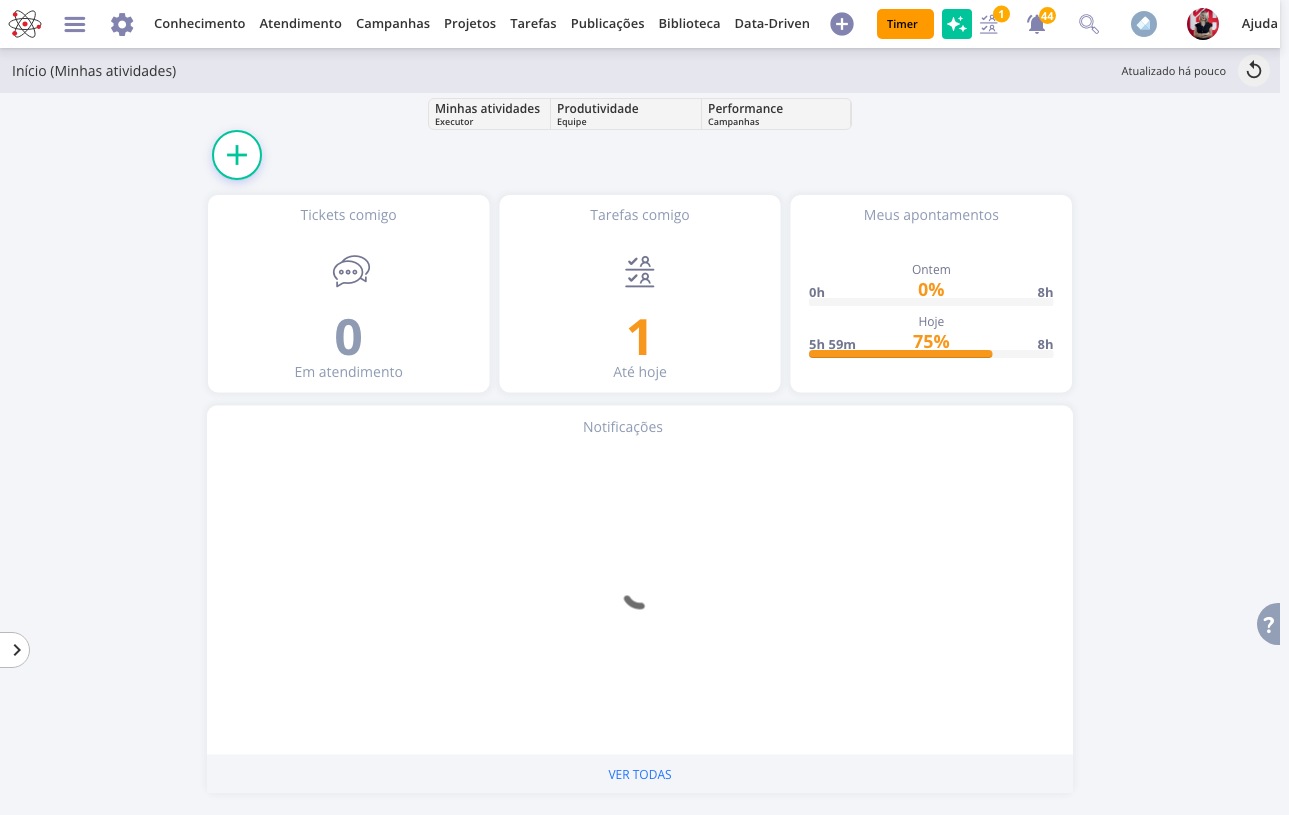 Conhecimento Atendimento Campanhas Projetos Tarefas Publicações Biblioteca Data-Driven Timer 1 44 Ajuda
Início (Minhas atividades) Atualizado há pouco
Minhas atividades Produtividade Performance
Executor Equipe Campanhas
Tickets comigo Tarefas comigo Meus apontamentos
Ontem
0h 0% 8h
Hoje
5h 59m 75% 8h
0 1
Em atendimento Até hoje
Notificações
?
VER TODAS